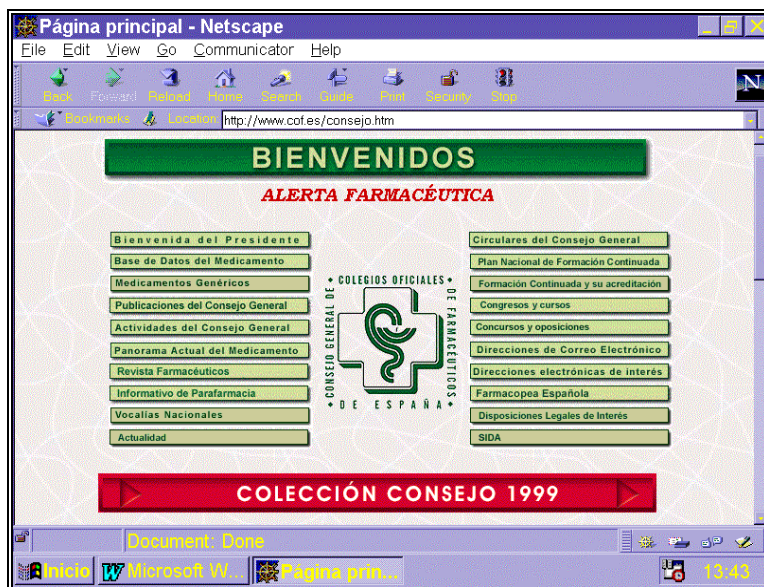 Página principal - Netscape
File Edit View Go Communicator Help
Back Forward Reload Home Search Guide Print Security Stop
N
Bookmarks Location: http://www.cof.es/consejo.htm
BIENVENIDOS
ALERTA FARMACÉUTICA
Bienvenida del Presidente
Base de Datos del Medicamento
Medicamentos Genéricos
Publicaciones del Consejo General
Actividades del Consejo General
Panorama Actual del Medicamento
Revista Farmacéuticos
Informativo de Parafarmacia
Vocalías Nacionales
Actualidad
CONSEJO GENERAL DE • COLEGIOS OFICIALES • DE FARMACÉUTICOS
• DE ESPAÑA •
Circulares del Consejo General
Plan Nacional de Formación Continuada
Formación Continuada y su acreditación
Congresos y cursos
Concursos y oposiciones
Direcciones de Correo Electrónico
Direcciones electrónicas de interés
Farmacopea Española
Disposiciones Legales de Interés
SIDA
COLECCIÓN CONSEJO 1999
Document: Done
Inicio Microsoft W... Página prin... 13:43